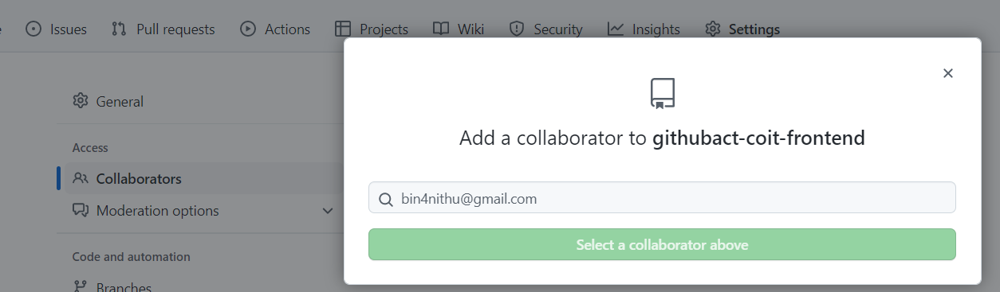 Issues Pull requests Actions Projects Wiki Security Insights Settings
General
Access
Collaborators
Moderation options
Code and automation
Branches
Add a collaborator to githubact-coit-frontend
bin4nithu@gmail.com
Select a collaborator above